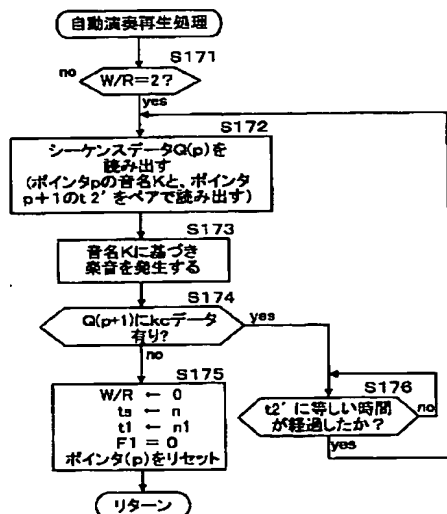 自動演奏再生処理
S171
no
W/R=2?
yes
S172
シーケンスデータQ(p)を
読み出す
(ポインタpの音名Kと、ポインタ
p+1のt2'をペアで読み出す)
S173
音名Kに基づき
楽音を発生する
S174
Q(p+1)にkcデータ
有り?
yes
no
S175
W/R ← 0
ts ← n
t1 ← n1
F1 = 0
ポインタ(p)をリセット
S176
t2'に等しい時間
が経過したか?
no
yes
リターン